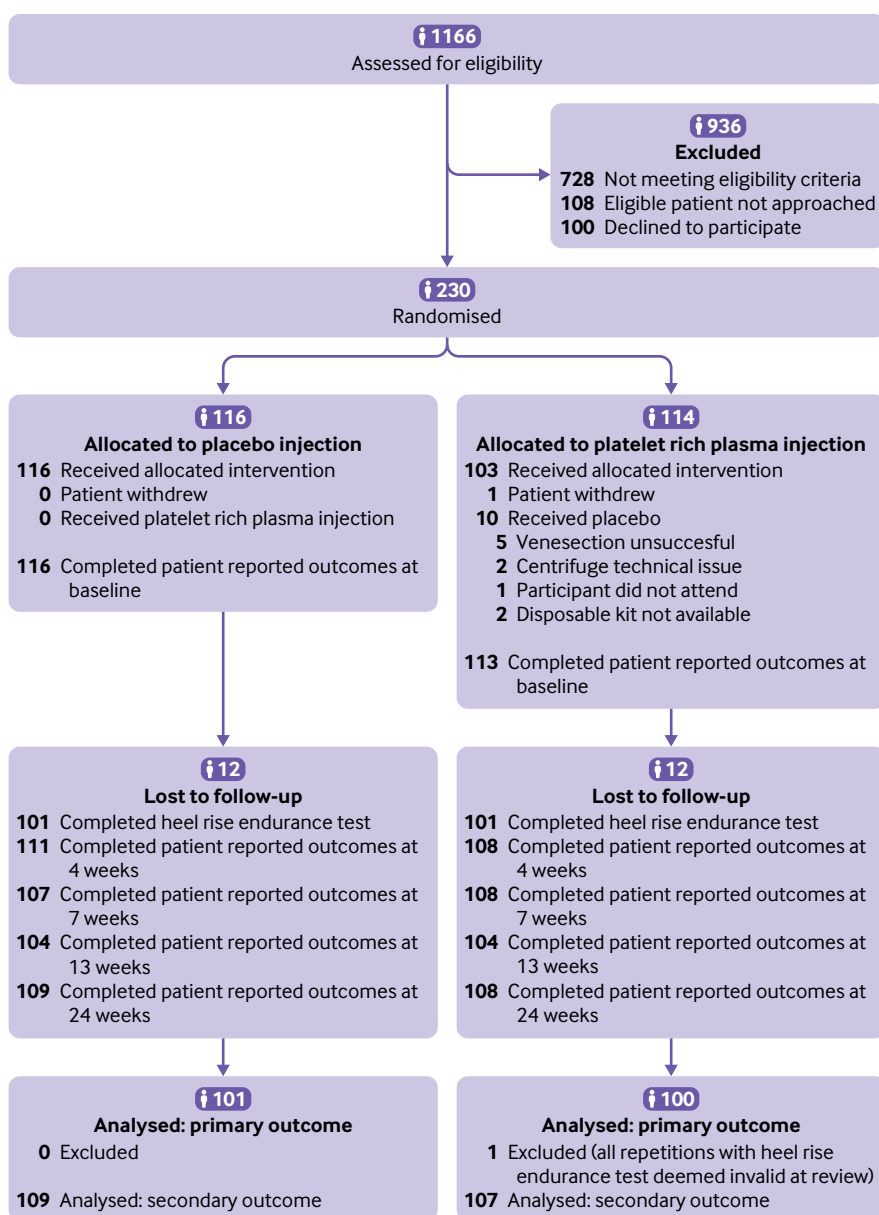 1166
Assessed for eligibility
936
Excluded
728 Not meeting eligibility criteria
108 Eligible patient not approached
100 Declined to participate
230
Randomised
116
Allocated to placebo injection
116 Received allocated intervention
0 Patient withdrew
0 Received platelet rich plasma injection
116 Completed patient reported outcomes at
baseline
114
Allocated to platelet rich plasma injection
103 Received allocated intervention
1 Patient withdrew
10 Received placebo
5 Venesection unsuccesful
2 Centrifuge technical issue
1 Participant did not attend
2 Disposable kit not available
113 Completed patient reported outcomes at
baseline
12
Lost to follow-up
101 Completed heel rise endurance test
111 Completed patient reported outcomes at
4 weeks
107 Completed patient reported outcomes at
7 weeks
104 Completed patient reported outcomes at
13 weeks
109 Completed patient reported outcomes at
24 weeks
12
Lost to follow-up
101 Completed heel rise endurance test
108 Completed patient reported outcomes at
4 weeks
108 Completed patient reported outcomes at
7 weeks
104 Completed patient reported outcomes at
13 weeks
108 Completed patient reported outcomes at
24 weeks
101
Analysed: primary outcome
0 Excluded
109 Analysed: secondary outcome
100
Analysed: primary outcome
1 Excluded (all repetitions with heel rise
endurance test deemed invalid at review)
107 Analysed: secondary outcome